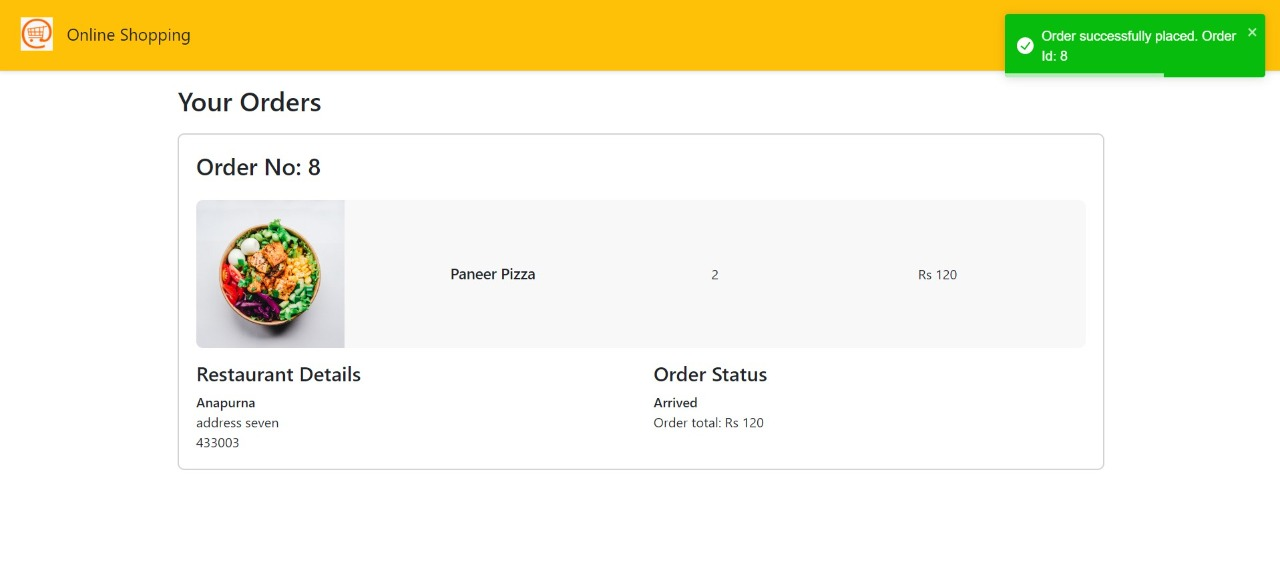 Online Shopping
Order successfully placed. Order
Id: 8
Your Orders
Order No: 8
Paneer Pizza 2 Rs 120
Restaurant Details
Anapurna
address seven
433003
Order Status
Arrived
Order total: Rs 120